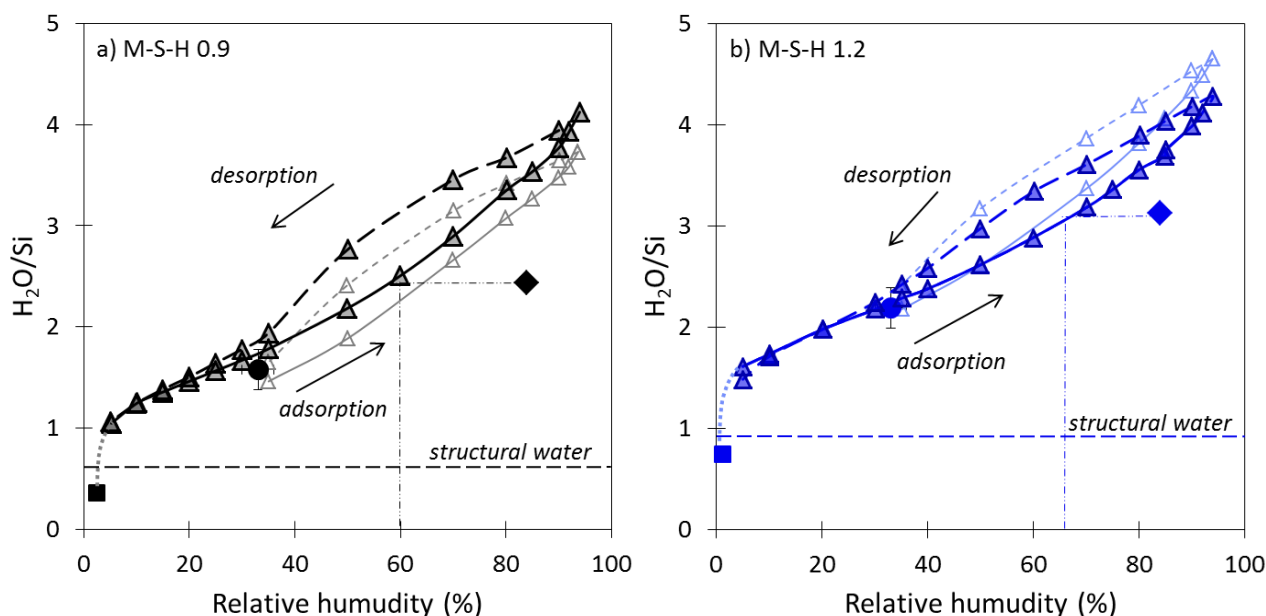 a) M-S-H 0.9
5
4
3
2
1
0
H₂O/Si
desorption
adsorption
structural water
0 20 40 60 80 100
Relative humudity (%)
b) M-S-H 1.2
5
4
3
2
1
0
H₂O/Si
desorption
adsorption
structural water
0 20 40 60 80 100
Relative humudity (%)